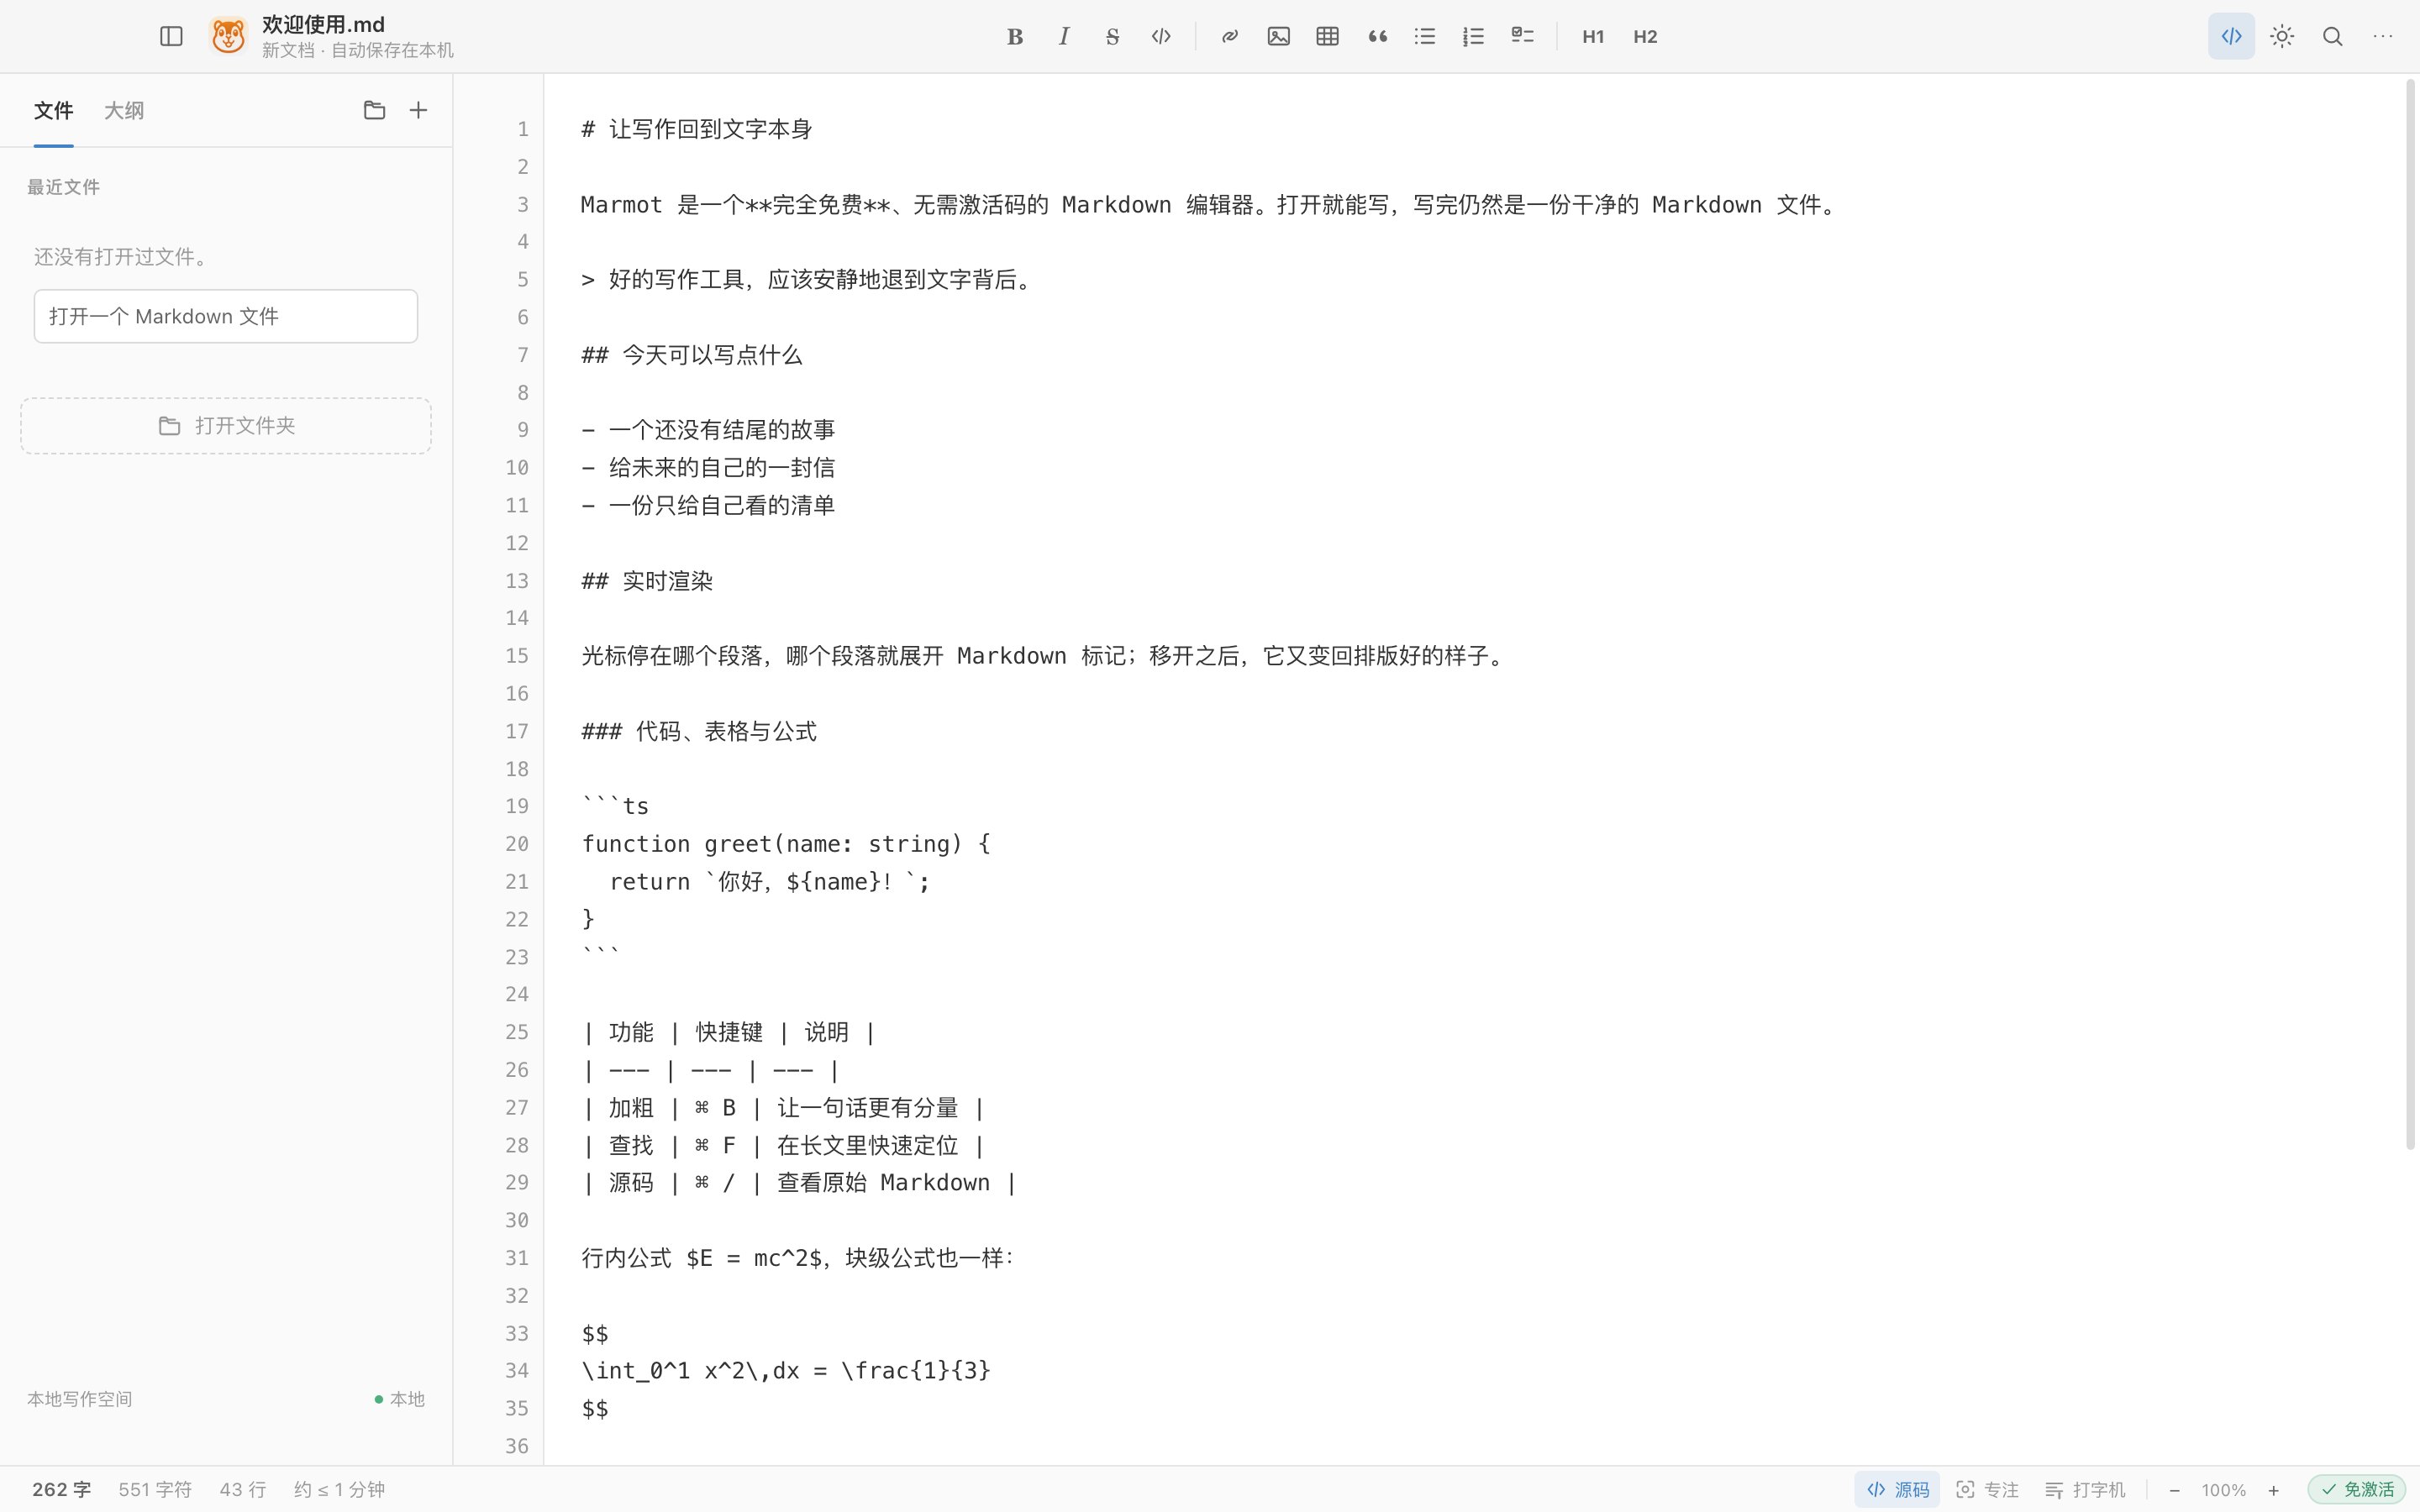 欢迎使用.md
新文档 · 自动保存在本机
B I S </> H1 H2
</>
文件 大纲
最近文件
还没有打开过文件。
打开一个 Markdown 文件
打开文件夹
本地写作空间 本地
1 # 让写作回到文字本身
2
3 Marmot 是一个**完全免费**、无需激活码的 Markdown 编辑器。打开就能写，写完仍然是一份干净的 Markdown 文件。
4
5 > 好的写作工具，应该安静地退到文字背后。
6
7 ## 今天可以写点什么
8
9 - 一个还没有结尾的故事
10 - 给未来的自己的一封信
11 - 一份只给自己看的清单
12
13 ## 实时渲染
14
15 光标停在哪个段落，哪个段落就展开 Markdown 标记；移开之后，它又变回排版好的样子。
16
17 ### 代码、表格与公式
18
19 ```ts
20 function greet(name: string) {
21   return `你好，${name}！`;
22 }
23 ```
24
25 | 功能 | 快捷键 | 说明 |
26 | --- | --- | --- |
27 | 加粗 | ⌘ B | 让一句话更有分量 |
28 | 查找 | ⌘ F | 在长文里快速定位 |
29 | 源码 | ⌘ / | 查看原始 Markdown |
30
31 行内公式 $E = mc^2$，块级公式也一样：
32
33 $$
34 \int_0^1 x^2\,dx = \frac{1}{3}
35 $$
36
262 字 551 字符 43 行 约 ≤ 1 分钟
</> 源码 专注 打字机 − 100% + ✓ 免激活